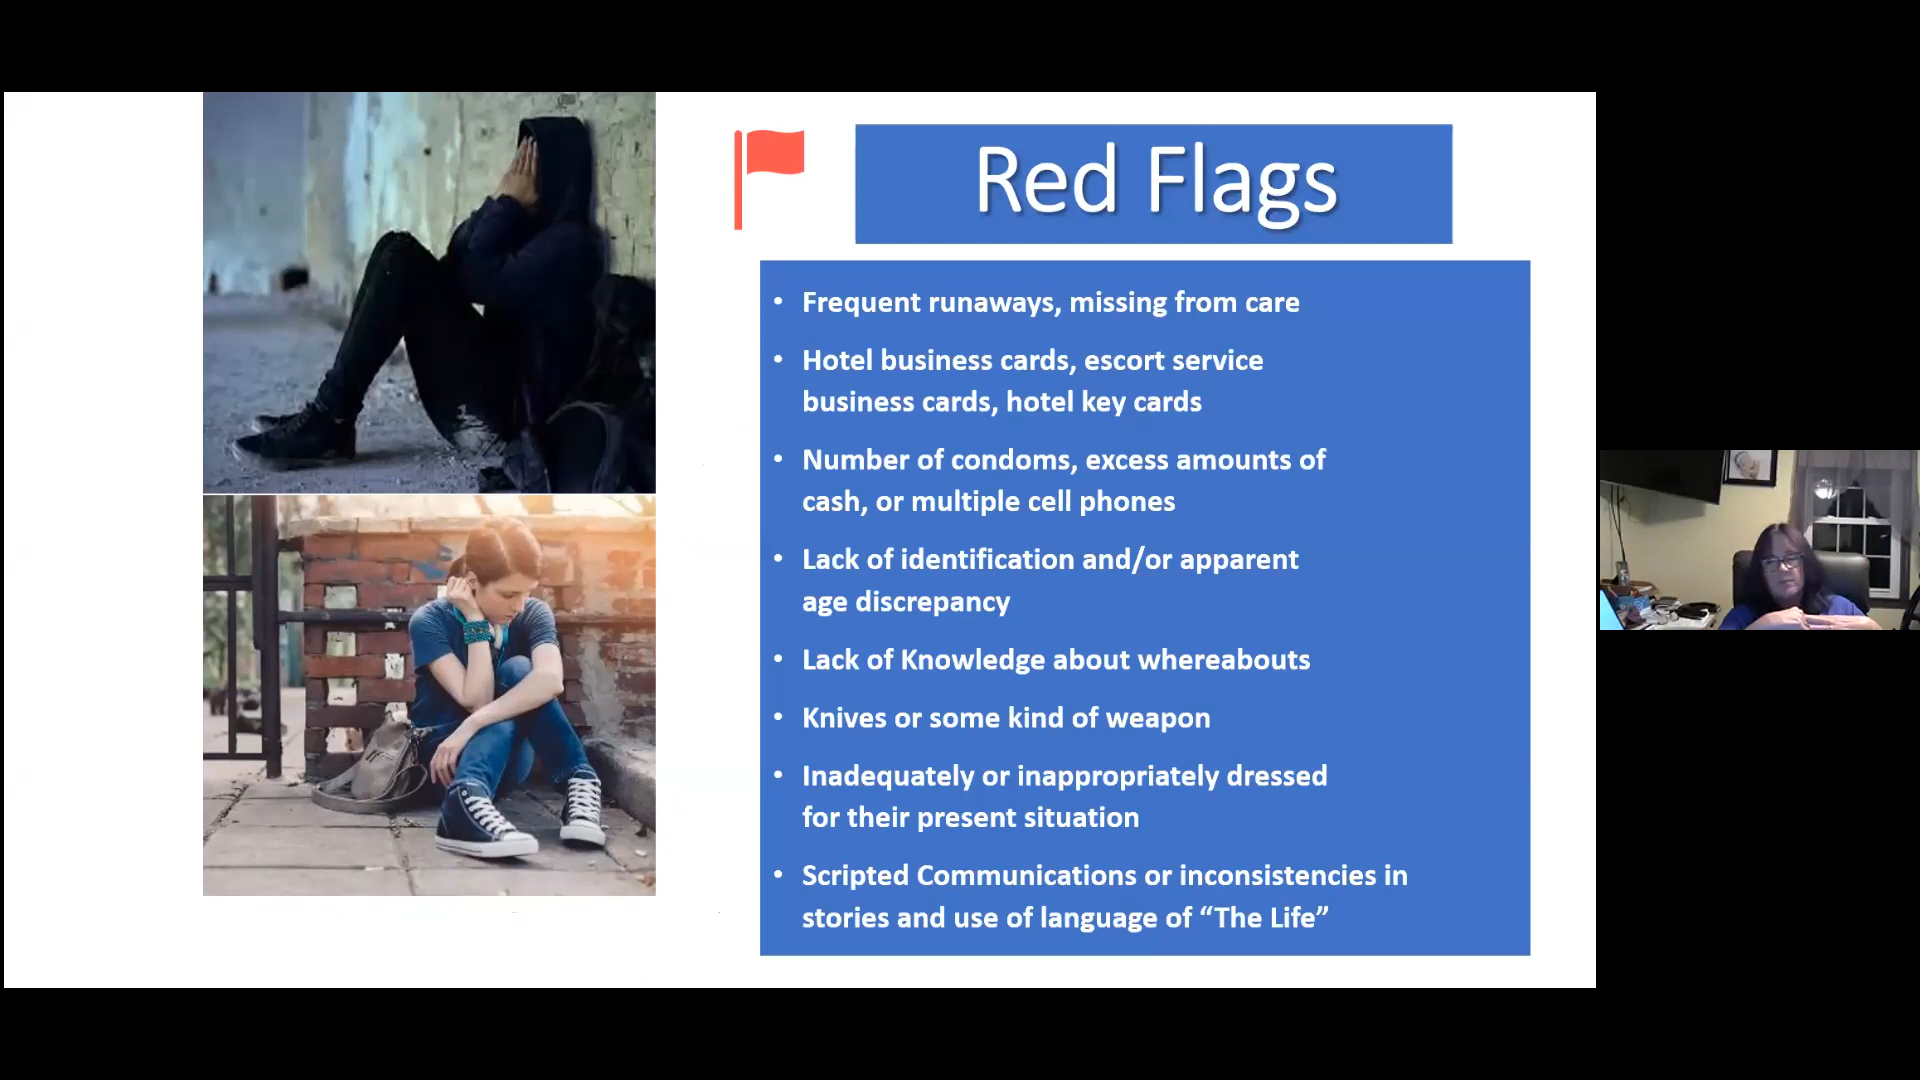 Red Flags
• Frequent runaways, missing from care
• Hotel business cards, escort service
business cards, hotel key cards
• Number of condoms, excess amounts of
cash, or multiple cell phones
• Lack of identification and/or apparent
age discrepancy
• Lack of Knowledge about whereabouts
• Knives or some kind of weapon
• Inadequately or inappropriately dressed
for their present situation
• Scripted Communications or inconsistencies in
stories and use of language of “The Life”